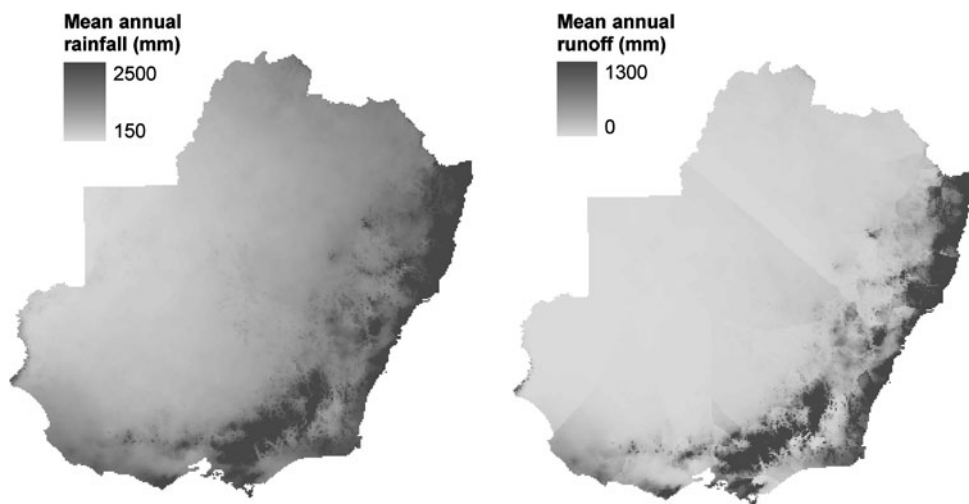 Mean annual
rainfall (mm)
2500
150
Mean annual
runoff (mm)
1300
0